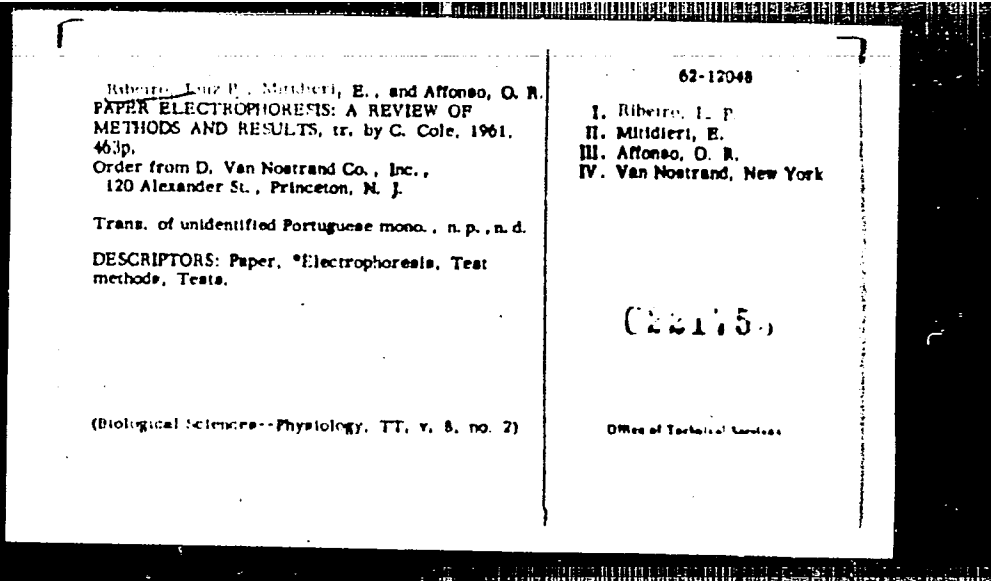 Ribeiro, Luiz P., Mitidieri, E., and Affonso, O. R.
PAPER ELECTROPHORESIS: A REVIEW OF
METHODS AND RESULTS, tr. by C. Cole, 1961,
463p.
Order from D. Van Nostrand Co., Inc.,
120 Alexander St., Princeton, N. J.
Trans. of unidentified Portuguese mono., n. p., n. d.
DESCRIPTORS: Paper, *Electrophoresis, Test
methods, Tests.
(Biological Sciences--Physiology, TT, v. 8, no. 2)
62-12048
I. Ribeiro, L. P.
II. Mitidieri, E.
III. Affonso, O. R.
IV. Van Nostrand, New York
Office of Technical Services